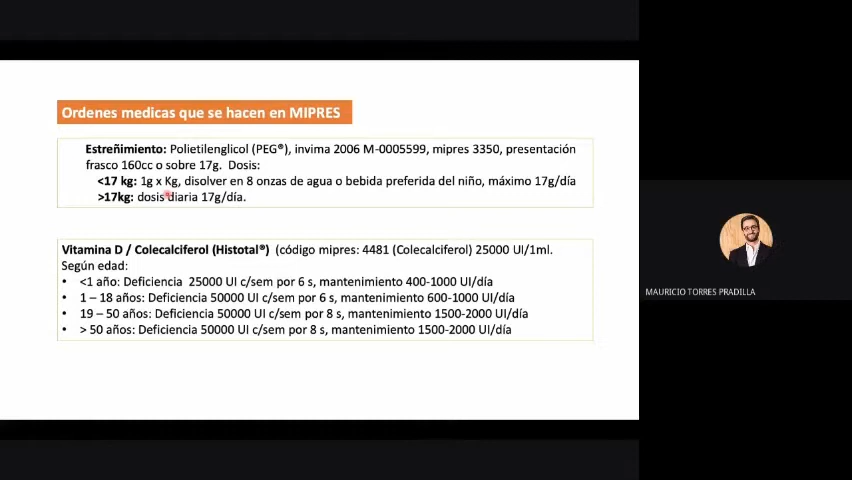 Ordenes medicas que se hacen en MIPRES
Estreñimiento: Polietilenglicol (PEG®), invima 2006 M-0005599, mipres 3350, presentación
frasco 160cc o sobre 17g. Dosis:
<17 kg: 1g x Kg, disolver en 8 onzas de agua o bebida preferida del niño, máximo 17g/día
>17kg: dosis diaria 17g/día.
Vitamina D / Colecalciferol (Histotal®) (código mipres: 4481 (Colecalciferol) 25000 UI/1ml.
Según edad:
• <1 año: Deficiencia 25000 UI c/sem por 6 s, mantenimiento 400-1000 UI/día
• 1 – 18 años: Deficiencia 50000 UI c/sem por 6 s, mantenimiento 600-1000 UI/día
• 19 – 50 años: Deficiencia 50000 UI c/sem por 8 s, mantenimiento 1500-2000 UI/día
• > 50 años: Deficiencia 50000 UI c/sem por 8 s, mantenimiento 1500-2000 UI/día
MAURICIO TORRES PRADILLA